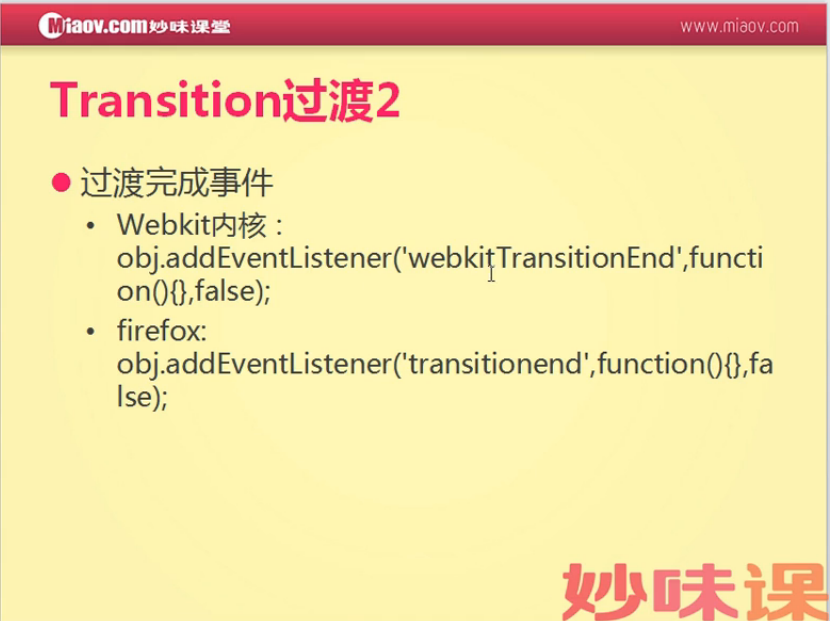 Miaov.com妙味课堂
www.miaov.com
Transition过渡2
过渡完成事件
Webkit内核：
obj.addEventListener('webkitTransitionEnd',functi
on(){},false);
firefox:
obj.addEventListener('transitionend',function(){},fa
lse);
妙味课